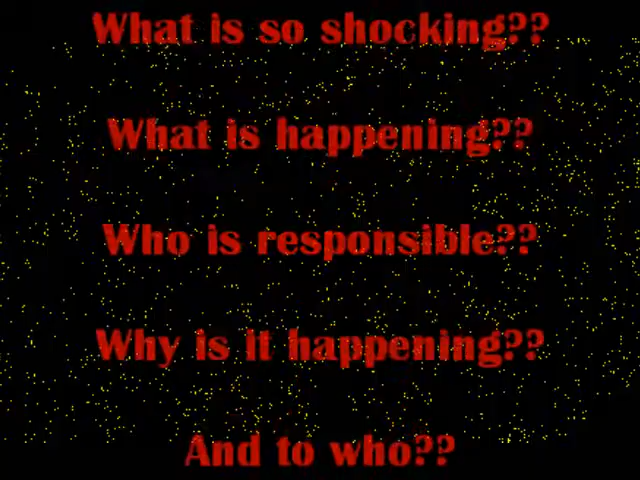 What is so shocking??
What is happening??
Who is responsible??
Why is it happening??
And to who??